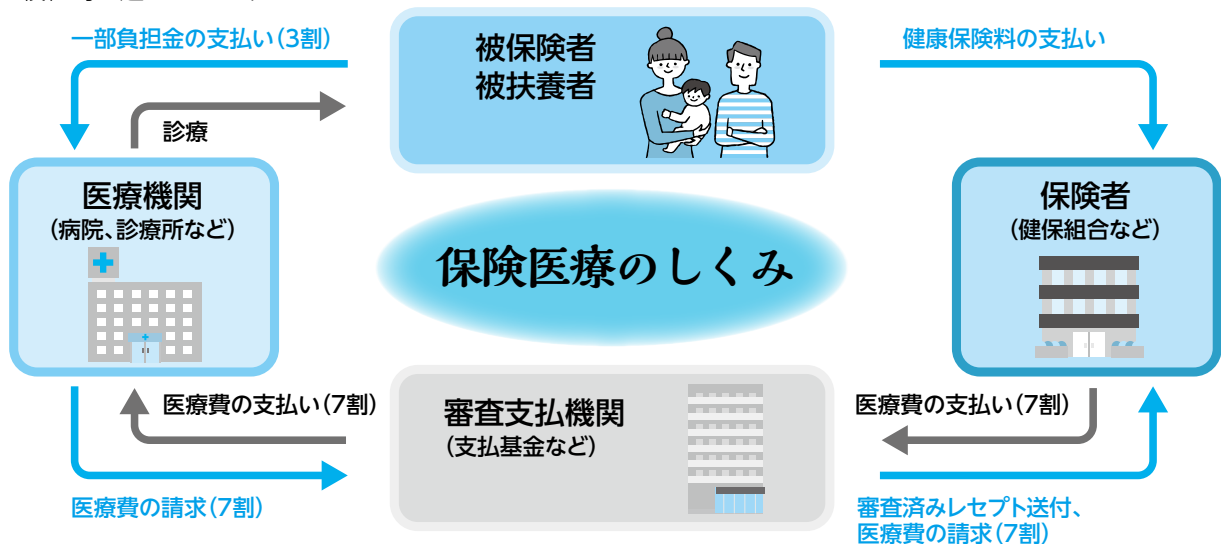 一部負担金の支払い(3割)
被保険者
被扶養者
健康保険料の支払い
診療
医療機関
(病院、診療所など)
保険者
(健保組合など)
保険医療のしくみ
医療費の支払い(7割)
審査支払機関
(支払基金など)
医療費の支払い(7割)
医療費の請求(7割)
審査済みレセプト送付、
医療費の請求(7割)